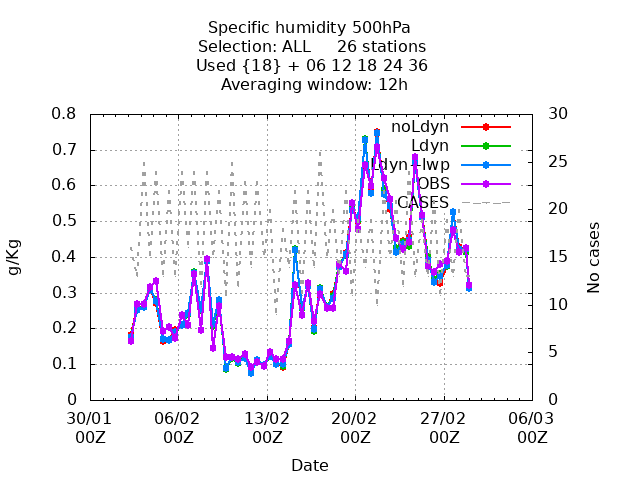 Specific humidity 500hPa
Selection: ALL 26 stations
Used {18} + 06 12 18 24 36
Averaging window: 12h
0.8
0.7
0.6
0.5
0.4
0.3
0.2
0.1
0
g/Kg
30
25
20
15
10
5
0
No cases
noLdyn
Ldyn
Ldyn+lwp
OBS
CASES
30/01 06/02 13/02 20/02 27/02 06/03
00Z 00Z 00Z 00Z 00Z 00Z
Date